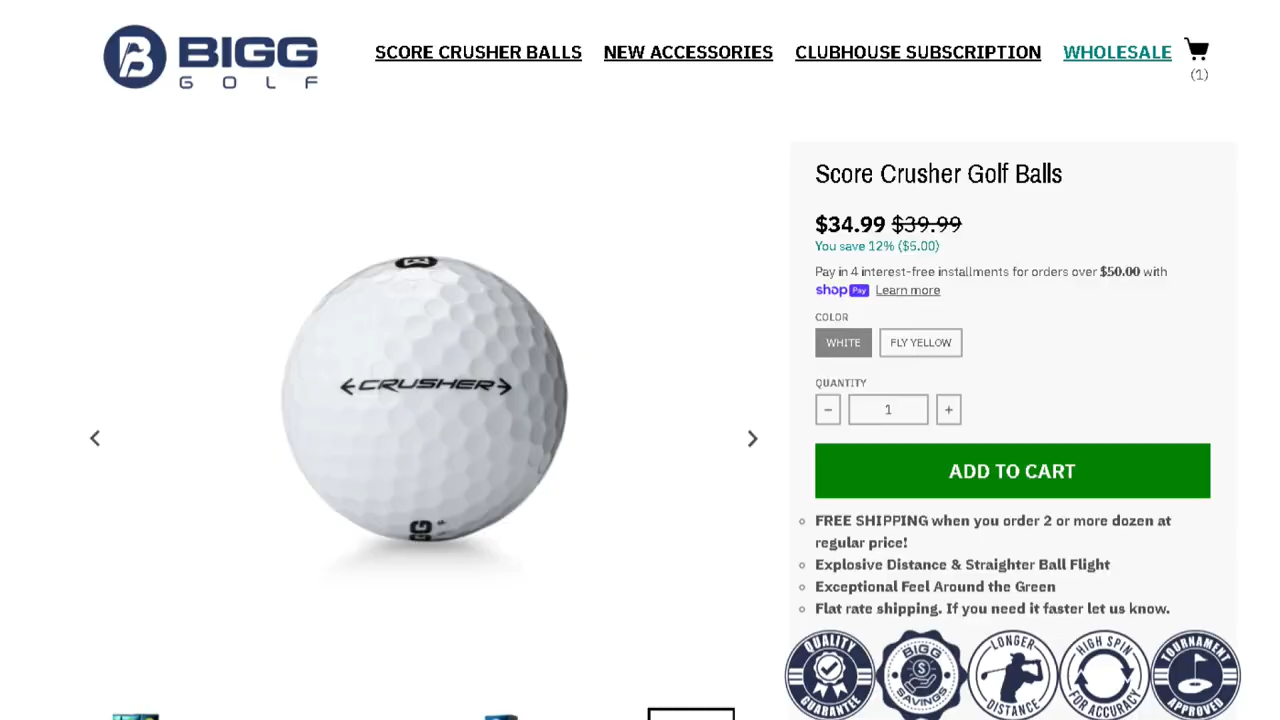 BIGG
GOLF
SCORE CRUSHER BALLS
NEW ACCESSORIES
CLUBHOUSE SUBSCRIPTION
WHOLESALE
(1)
Score Crusher Golf Balls
$34.99 $39.99
You save 12% ($5.00)
Pay in 4 interest-free installments for orders over $50.00 with
shop Pay Learn more
COLOR
WHITE
FLY YELLOW
QUANTITY
− 1 +
ADD TO CART
FREE SHIPPING when you order 2 or more dozen at
regular price!
Explosive Distance & Straighter Ball Flight
Exceptional Feel Around the Green
Flat rate shipping. If you need it faster let us know.
QUALITY
GUARANTEE
BIGG
$
SAVINGS
LONGER
DISTANCE
HIGH SPIN
FOR ACCURACY
TOURNAMENT
APPROVED
CRUSHER